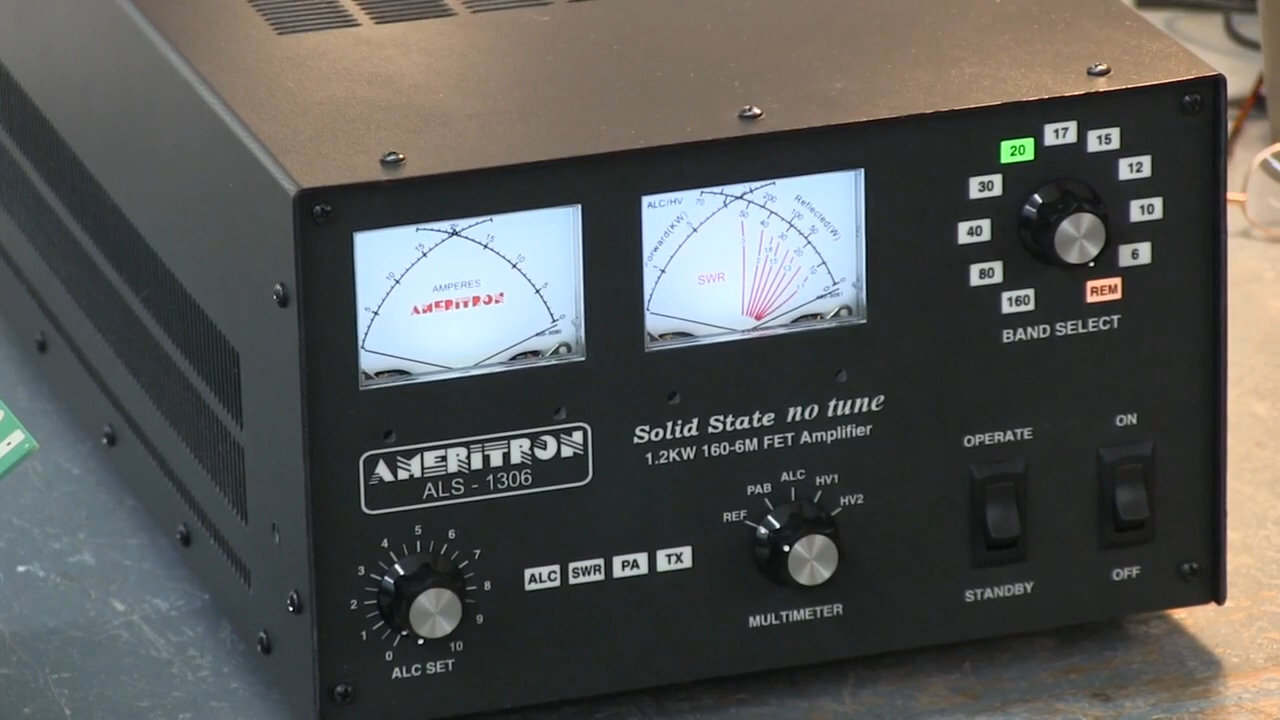 AMPERES
AMERITRON
ALC/HV
Forward(KW)
Reflected(W)
SWR
20
17
15
12
10
6
REM
30
40
80
160
BAND SELECT
AMERITRON
ALS - 1306
Solid State no tune
1.2KW 160-6M FET Amplifier
0 1 2 3 4 5 6 7 8 9 10
ALC SET
ALC SWR PA TX
REF PAB ALC HV1 HV2
MULTIMETER
OPERATE
STANDBY
ON
OFF